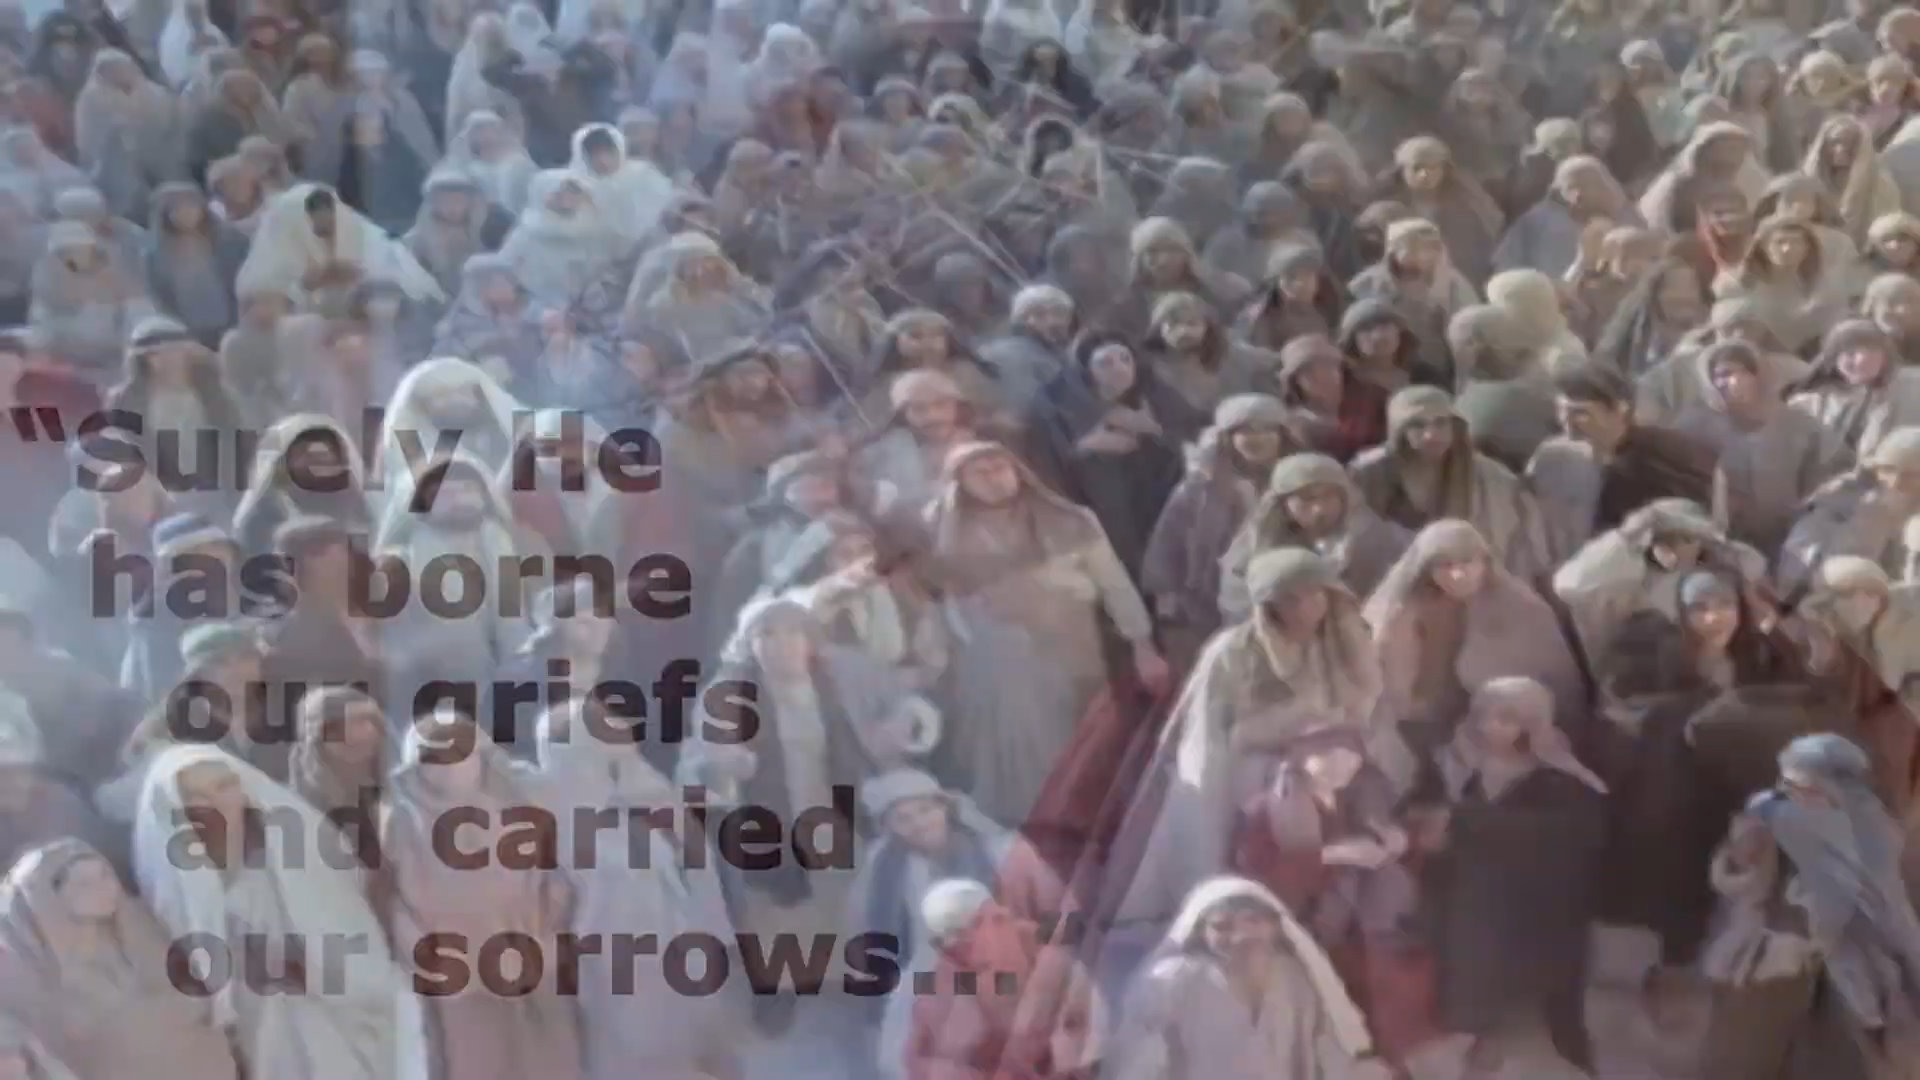 “Surely He
has borne
our griefs
and carried
our sorrows...